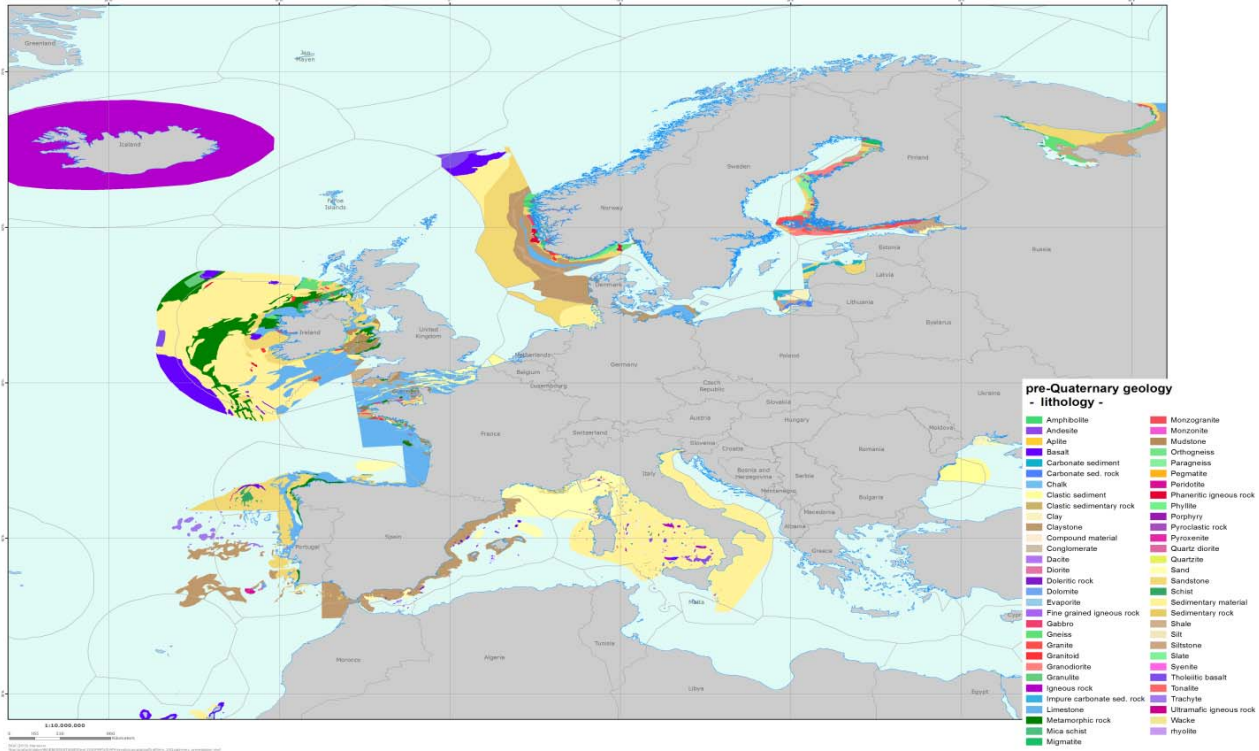 Greenland
Jan
Mayen
Iceland
Faroe
Islands
Norway
Sweden
Finland
Russia
Estonia
Latvia
Lithuania
Denmark
Ireland
United
Kingdom
Netherlands
Belgium
Luxembourg
Germany
Poland
Byelarus
Czech
Republic
Ukraine
Slovakia
Austria
Hungary
Moldova
France
Switzerland
Slovenia
Croatia
Romania
Italy
Bosnia and
Herzegovina
Serbia
Montenegro
Bulgaria
Macedonia
Albania
Greece
Portugal
Spain
Malta
Morocco
Algeria
Tunisia
Libya
Egypt
pre-Quaternary geology
- lithology -
Amphibolite
Andesite
Aplite
Basalt
Carbonate sediment
Carbonate sed. rock
Chalk
Clastic sediment
Clastic sedimentary rock
Clay
Claystone
Compound material
Conglomerate
Dacite
Diorite
Doleritic rock
Dolomite
Evaporite
Fine grained igneous rock
Gabbro
Gneiss
Granite
Granitoid
Granodiorite
Granulite
Igneous rock
Impure carbonate sed. rock
Limestone
Metamorphic rock
Mica schist
Migmatite
Monzogranite
Monzonite
Mudstone
Orthogneiss
Paragneiss
Pegmatite
Peridotite
Phaneritic igneous rock
Phyllite
Porphyry
Pyroclastic rock
Pyroxenite
Quartz diorite
Quartzite
Sand
Sandstone
Schist
Sedimentary material
Sedimentary rock
Shale
Silt
Siltstone
Slate
Syenite
Tholeiitic basalt
Tonalite
Trachyte
Ultramafic igneous rock
Wacke
rhyolite
1:10.000.000
Kilometers